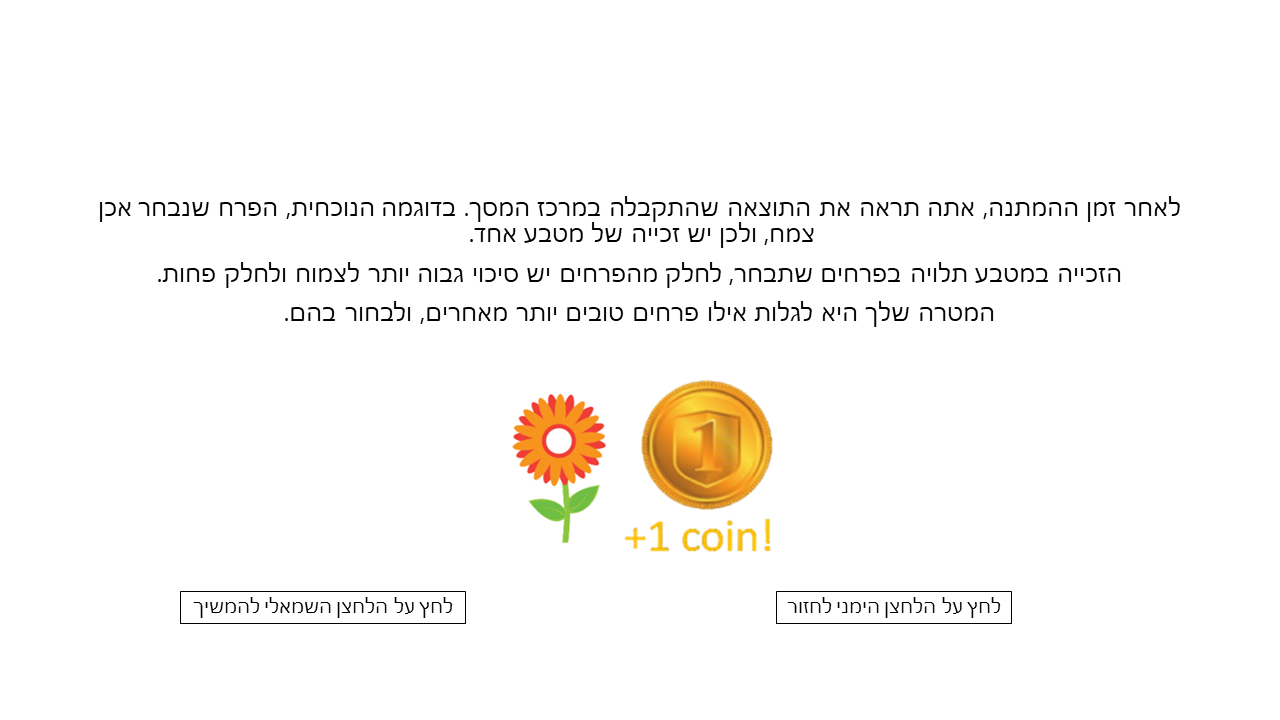 לאחר זמן ההמתנה, אתה תראה את התוצאה שהתקבלה במרכז המסך. בדוגמה הנוכחית, הפרח שנבחר אכן
צמח, ולכן יש זכייה של מטבע אחד.
הזכייה במטבע תלויה בפרחים שתבחר, לחלק מהפרחים יש סיכוי גבוה יותר לצמוח ולחלק פחות.
המטרה שלך היא לגלות אילו פרחים טובים יותר מאחרים, ולבחור בהם.
1
+1 coin!
לחץ על הלחצן הימני לחזור
לחץ על הלחצן השמאלי להמשיך